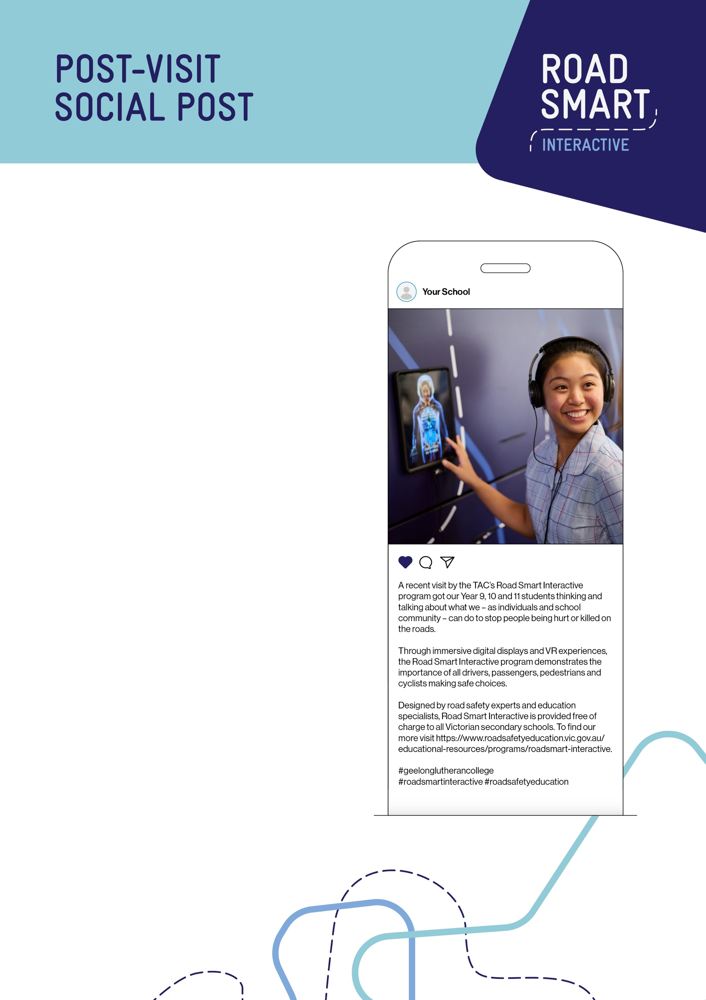 POST-VISIT
SOCIAL POST
ROAD
SMART
INTERACTIVE
Your School
A recent visit by the TAC's Road Smart Interactive
program got our Year 9, 10 and 11 students thinking and
talking about what we – as individuals and school
community – can do to stop people being hurt or killed on
the roads.
Through immersive digital displays and VR experiences,
the Road Smart Interactive program demonstrates the
importance of all drivers, passengers, pedestrians and
cyclists making safe choices.
Designed by road safety experts and education
specialists, Road Smart Interactive is provided free of
charge to all Victorian secondary schools. To find our
more visit https://www.roadsafetyeducation.vic.gov.au/
educational-resources/programs/roadsmart-interactive.
#geelonglutherancollege
#roadsmartinteractive #roadsafetyeducation